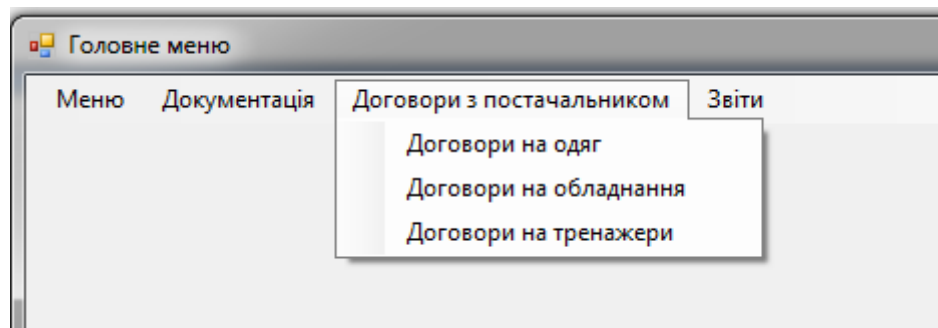 Головне меню
Меню Документація Договори з постачальником Звіти
Договори на одяг
Договори на обладнання
Договори на тренажери